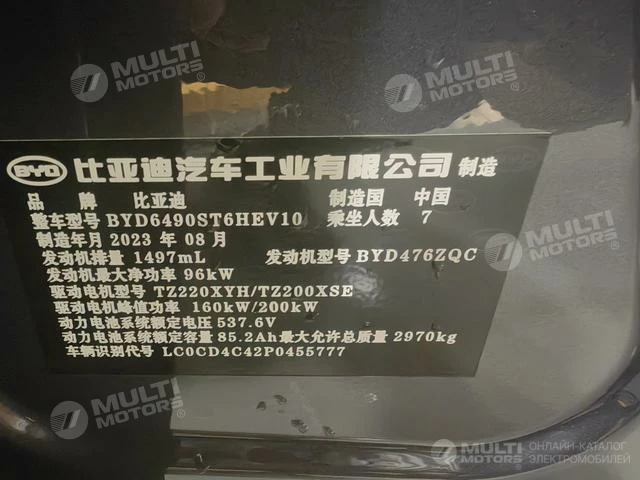 MULTI MOTORS®
MULTI MOTORS®
BYD 比亚迪汽车工业有限公司 制造
品 牌 比亚迪 制造国 中国
整车型号 BYD6490ST6HEV10 乘坐人数 7
制造年月 2023 年 08 月
发动机排量 1497mL 发动机型号 BYD476ZQC
发动机最大净功率 96kW
驱动电机型号 TZ220XYH/TZ200XSE
驱动电机峰值功率 160kW/200kW
动力电池系统额定电压 537.6V
动力电池系统额定容量 85.2Ah 最大允许总质量 2970kg
车辆识别代号 LC0CD4C42P0455777
MULTI MOTORS®
MULTI MOTORS ОНЛАЙН-КАТАЛОГ ЭЛЕКТРОМОБИЛЕЙ